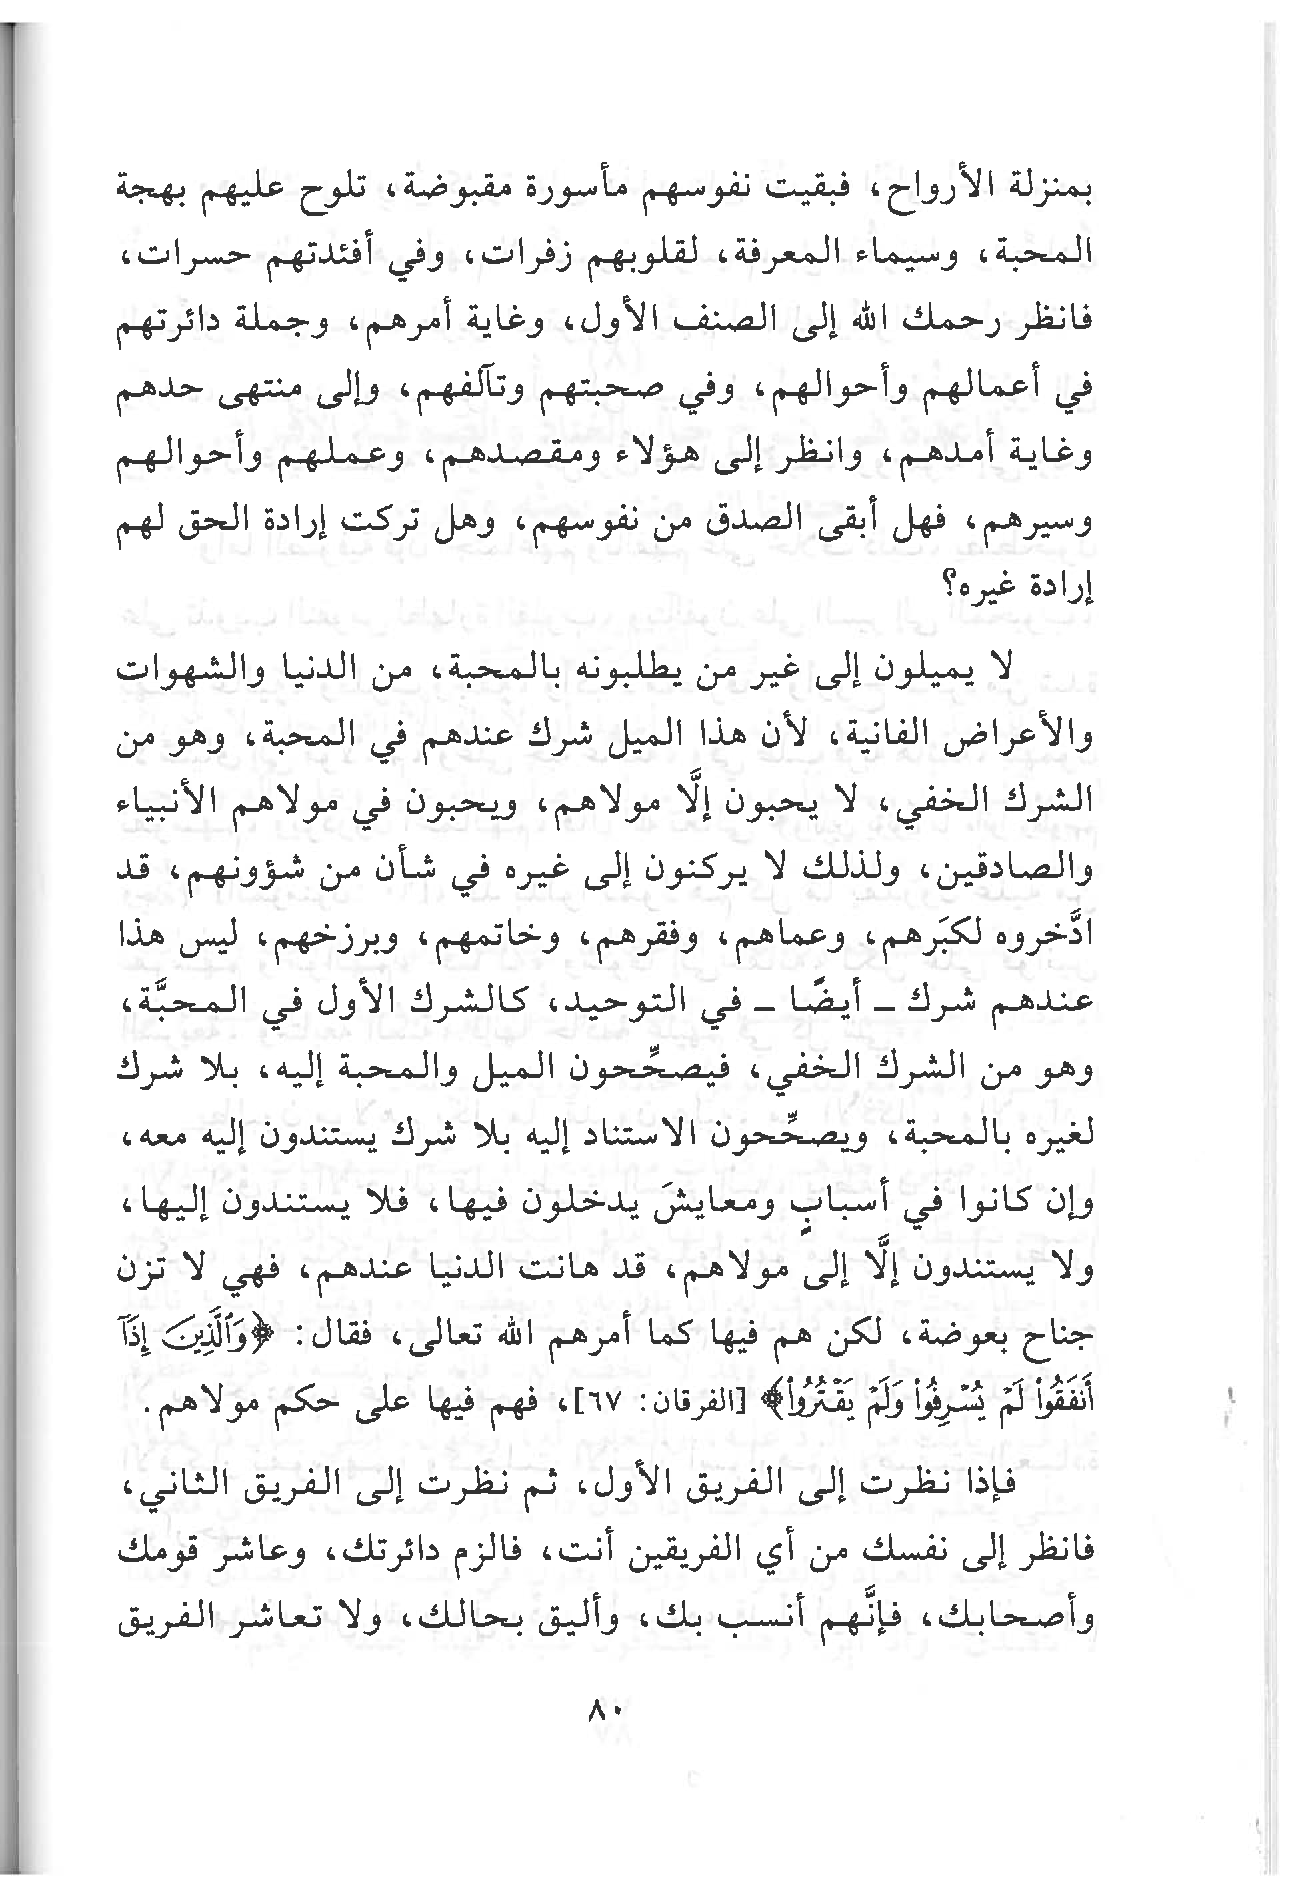 بمنزلة الأرواح، فبقيت نفوسهم مأسورة مقبوضة، تلوح عليهم بهجة
المحبة، وسيماء المعرفة، لقلوبهم زفرات، وفي أفئدتهم حسرات،
فانظر رحمك الله إلى الصنف الأول، وغاية أمرهم، وجملة دائرتهم
في أعمالهم وأحوالهم، وفي صحبتهم وتآلفهم، وإلى منتهى حدهم
وغاية أمدهم، وانظر إلى هؤلاء ومقصدهم، وعملهم وأحوالهم
وسيرهم، فهل أبقى الصدق من نفوسهم، وهل تركت إرادة الحق لهم
إرادة غيره؟
لا يميلون إلى غير من يطلبونه بالمحبة، من الدنيا والشهوات
والأعراض الفانية، لأن هذا الميل شرك عندهم في المحبة، وهو من
الشرك الخفي، لا يحبون إلَّا مولاهم، ويحبون في مولاهم الأنبياء
والصادقين، ولذلك لا يركنون إلى غيره في شأن من شؤونهم، قد
ادَّخروه لكبَرهم، وعماهم، وفقرهم، وخاتمهم، وبرزخهم، ليس هذا
عندهم شرك ـ أيضًا ـ في التوحيد، كالشرك الأول في المحبَّة،
وهو من الشرك الخفي، فيصحِّحون الميل والمحبة إليه، بلا شرك
لغيره بالمحبة، ويصحِّحون الاستناد إليه بلا شرك يستندون إليه معه،
وإن كانوا في أسبابٍ ومعايشَ يدخلون فيها، فلا يستندون إليها،
ولا يستندون إلَّا إلى مولاهم، قد هانت الدنيا عندهم، فهي لا تزن
جناح بعوضة، لكن هم فيها كما أمرهم الله تعالى، فقال: ﴿وَٱلَّذِينَ إِذَآ
أَنفَقُوا۟ لَمْ يُسْرِفُوا۟ وَلَمْ يَقْتُرُوا۟﴾ [الفرقان: ٦٧]، فهم فيها على حكم مولاهم.
فإذا نظرت إلى الفريق الأول، ثم نظرت إلى الفريق الثاني،
فانظر إلى نفسك من أي الفريقين أنت، فالزم دائرتك، وعاشر قومك
وأصحابك، فإنَّهم أنسب بك، وأليق بحالك، ولا تعاشر الفريق
٨٠